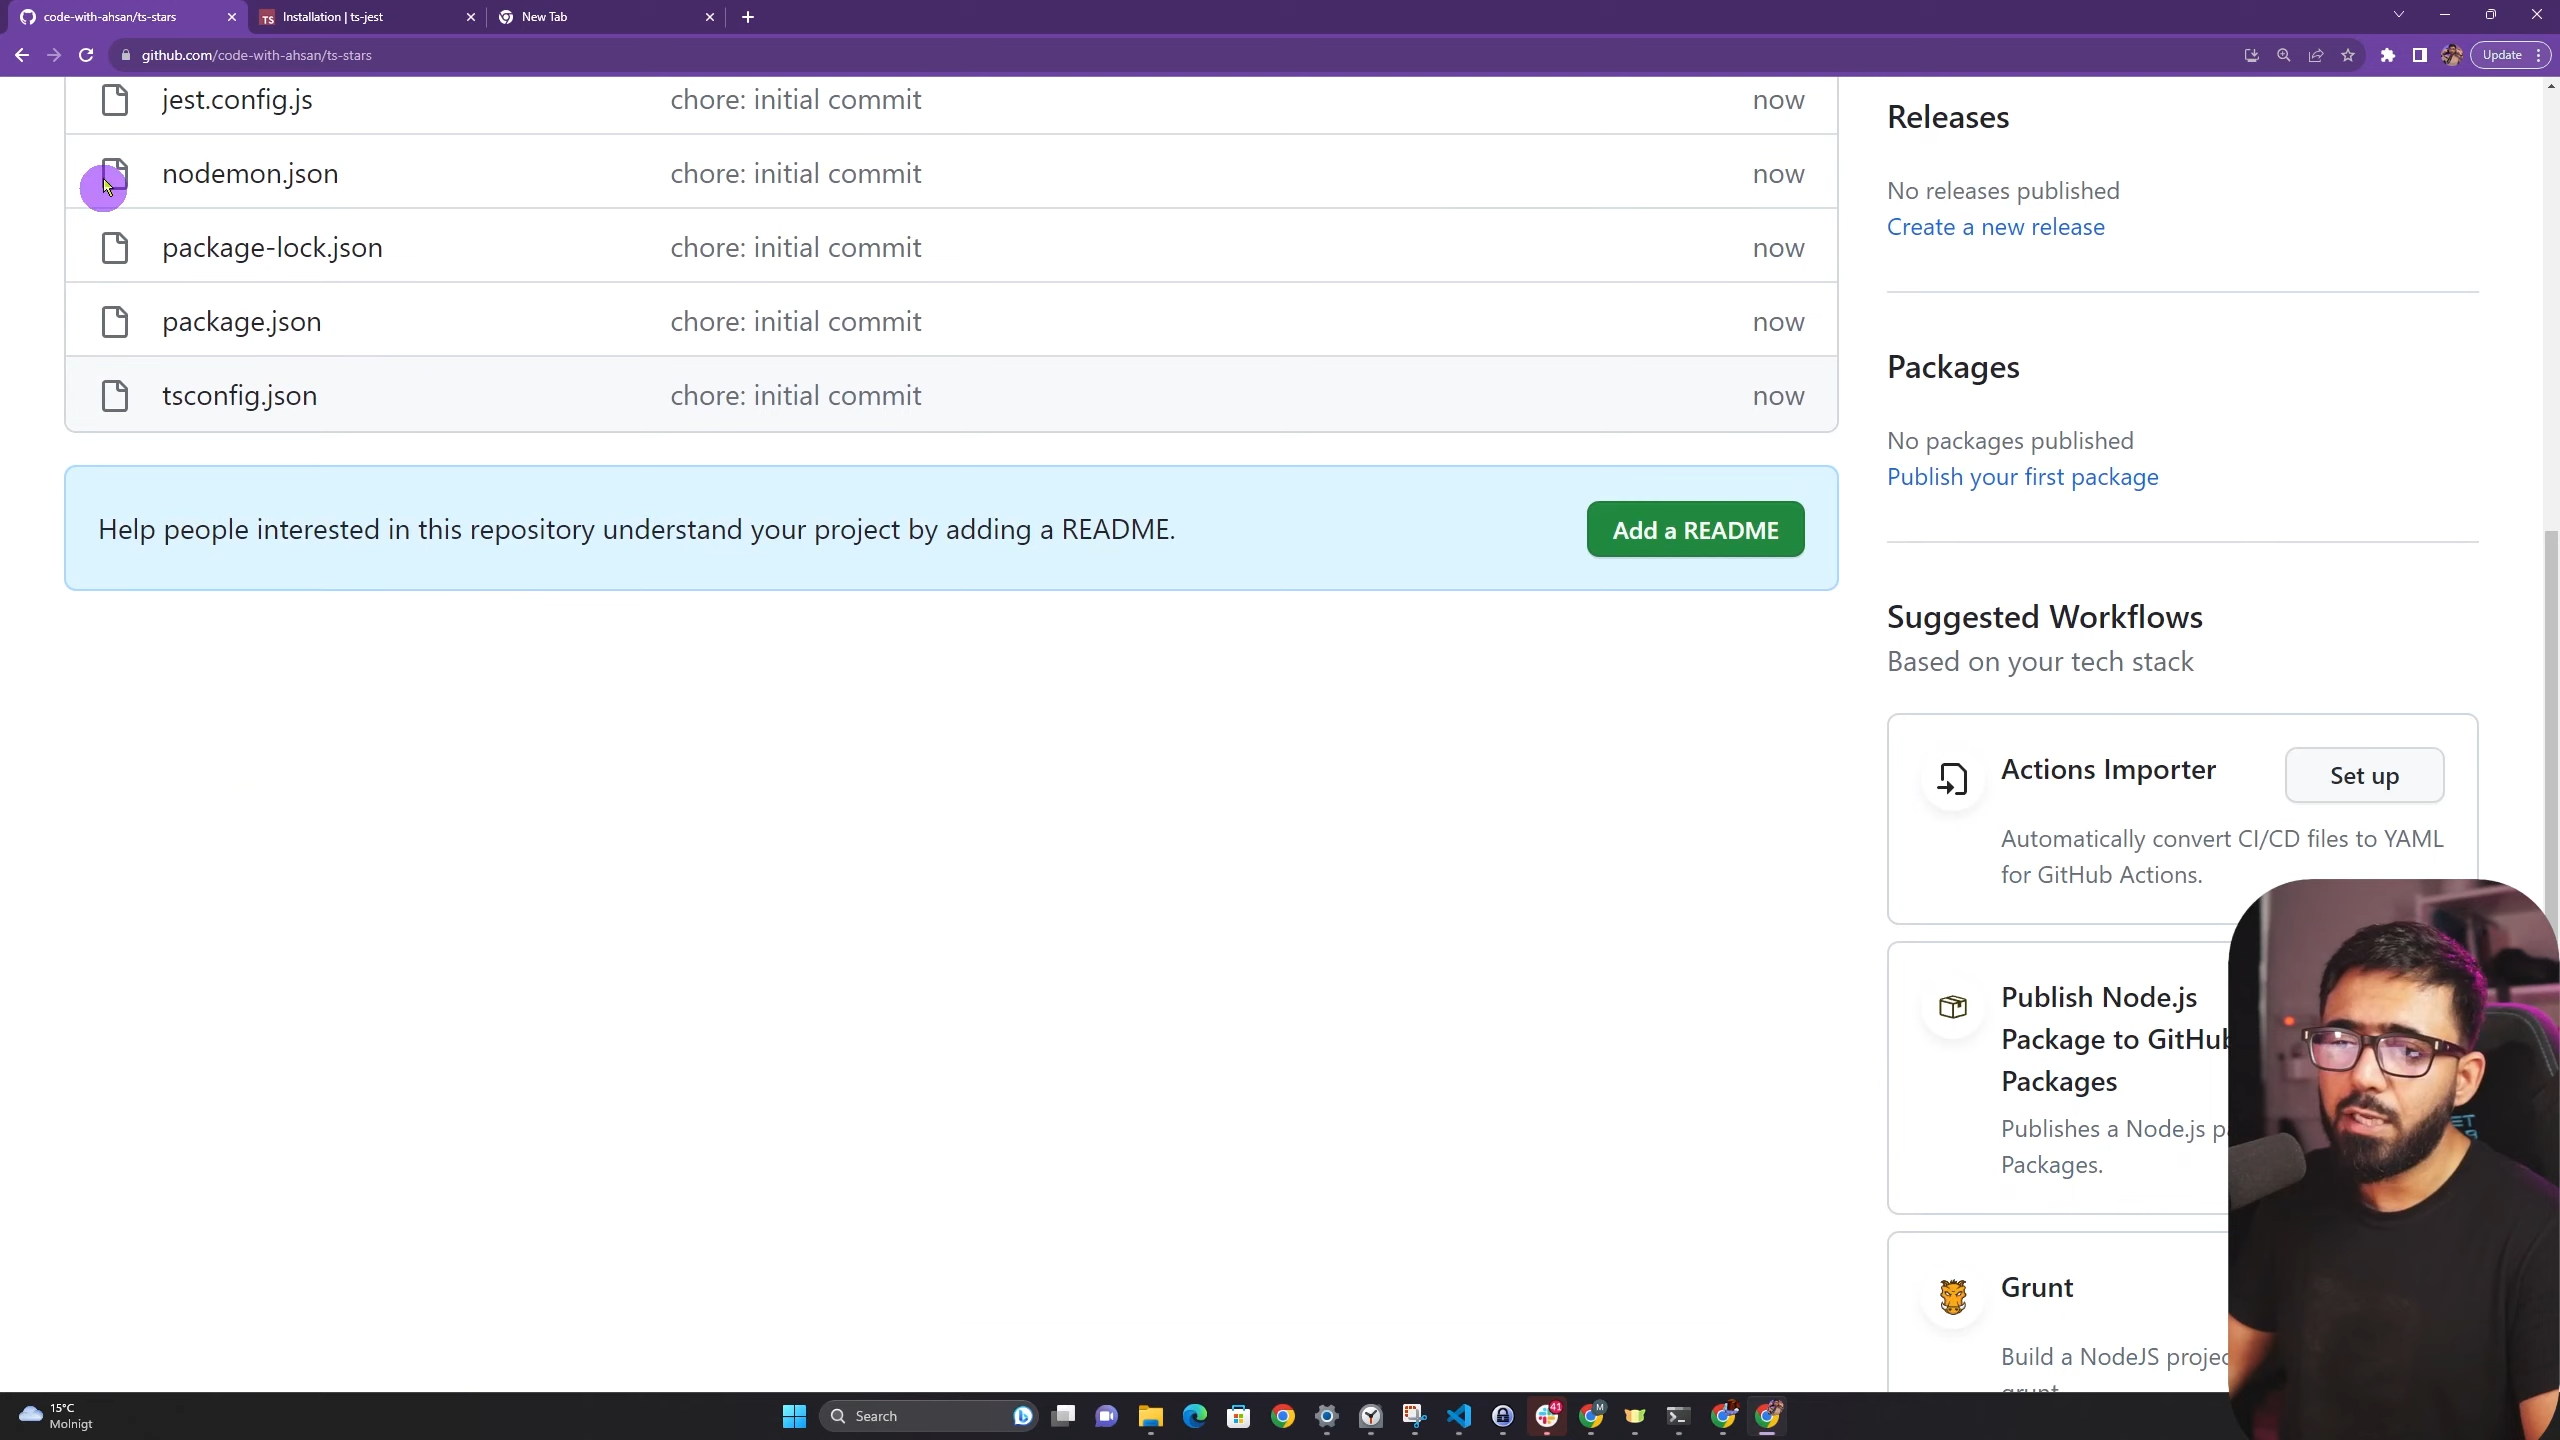 code-with-ahsan/ts-stars
Installation | ts-jest
New Tab
github.com/code-with-ahsan/ts-stars
Update
jest.config.js chore: initial commit now
nodemon.json chore: initial commit now
package-lock.json chore: initial commit now
package.json chore: initial commit now
tsconfig.json chore: initial commit now
Help people interested in this repository understand your project by adding a README.
Add a README
Releases
No releases published
Create a new release
Packages
No packages published
Publish your first package
Suggested Workflows
Based on your tech stack
Actions Importer
Set up
Automatically convert CI/CD files to YAML
for GitHub Actions.
Publish Node.js
Package to GitHub
Packages
Publishes a Node.js
Packages.
Grunt
Build a NodeJS
15°C
Molnigt
Search
41
M